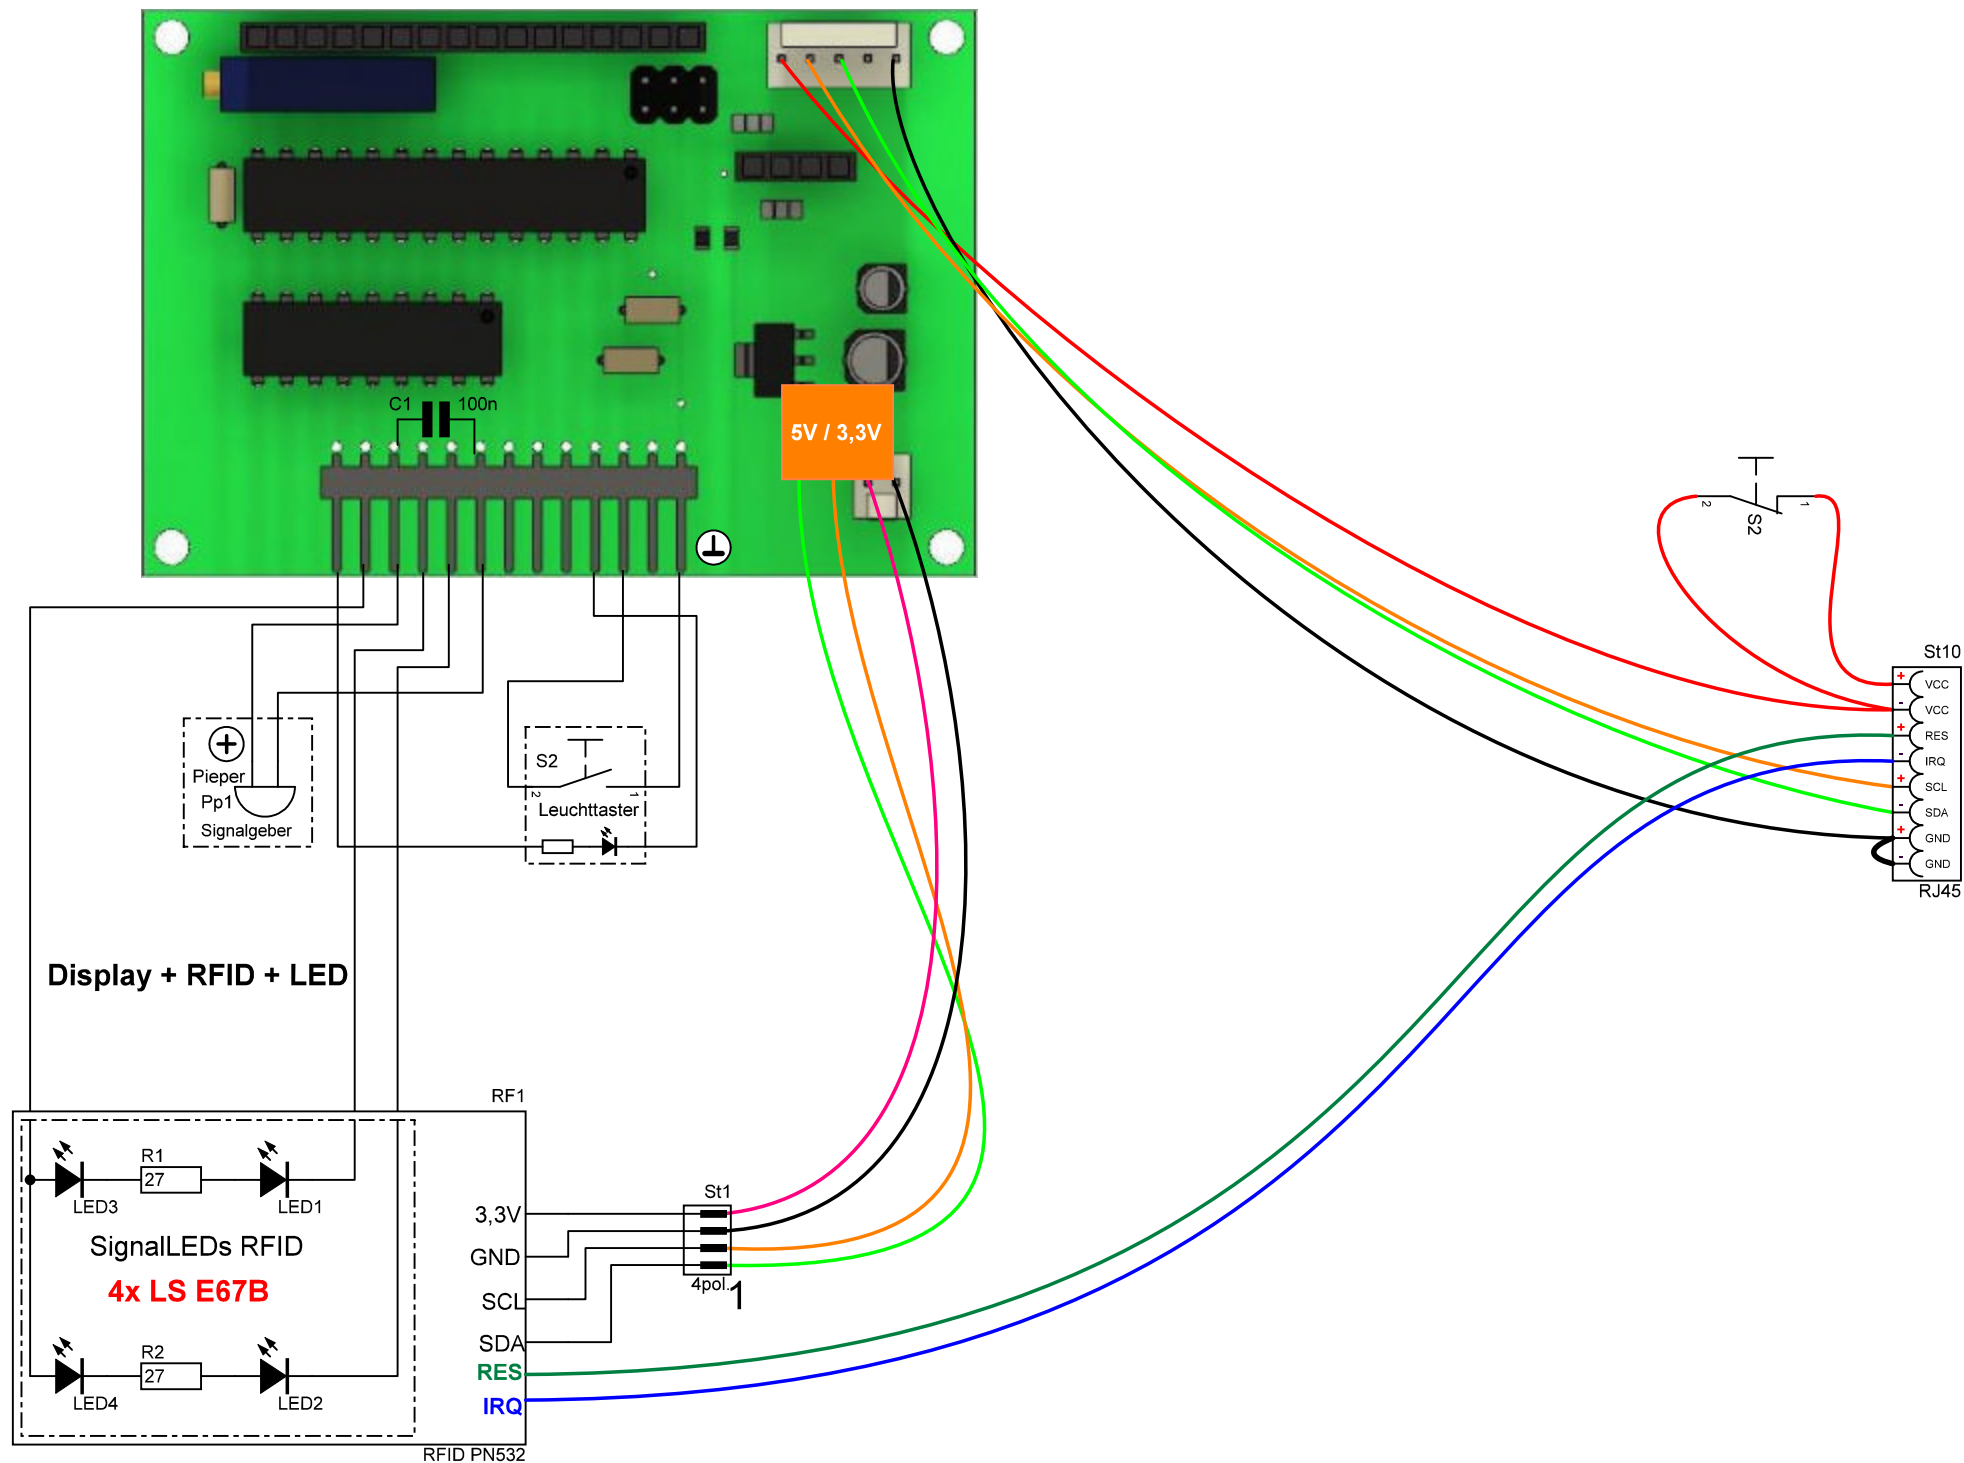 C1 100n
5V / 3,3V
2 1
S2
St10
+ VCC
- VCC
+ RES
- IRQ
+ SCL
- SDA
+ GND
- GND
RJ45
+
Pieper
Pp1
Signalgeber
S2
2 1
Leuchttaster
Display + RFID + LED
RF1
R1
27
LED3 LED1
SignalLEDs RFID
4x LS E67B
R2
27
LED4 LED2
3,3V
GND
SCL
SDA
RES
IRQ
RFID PN532
St1
4pol.
1